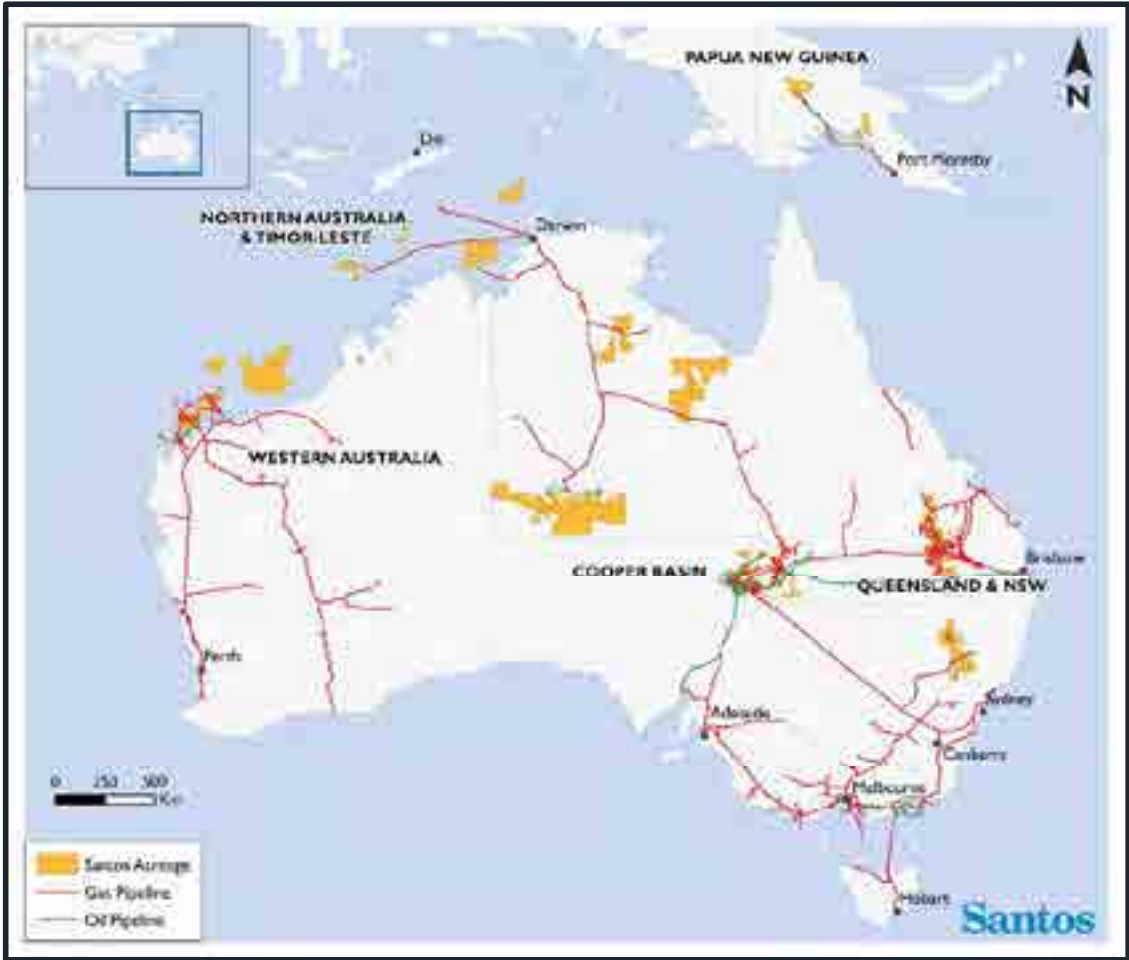 PAPUA NEW GUINEA
N
Dili
Port Moresby
NORTHERN AUSTRALIA
& TIMOR-LESTE
Darwin
WESTERN AUSTRALIA
COOPER BASIN
QUEENSLAND & NSW
Brisbane
Perth
Adelaide
Sydney
Canberra
Melbourne
Hobart
0 250 500
Km
Santos Acreage
Gas Pipeline
Oil Pipeline
Santos